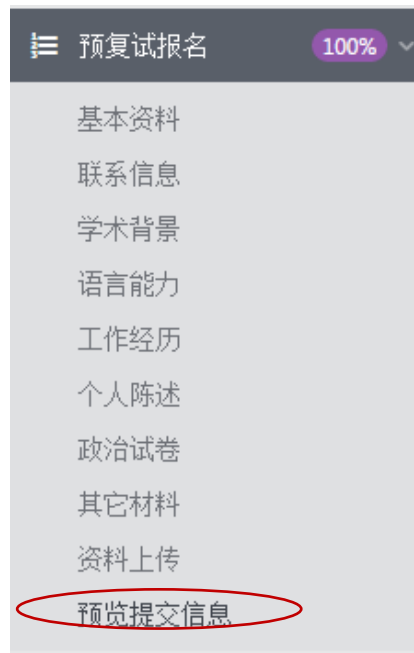 预复试报名 100%
基本资料
联系信息
学术背景
语言能力
工作经历
个人陈述
政治试卷
其它材料
资料上传
预览提交信息